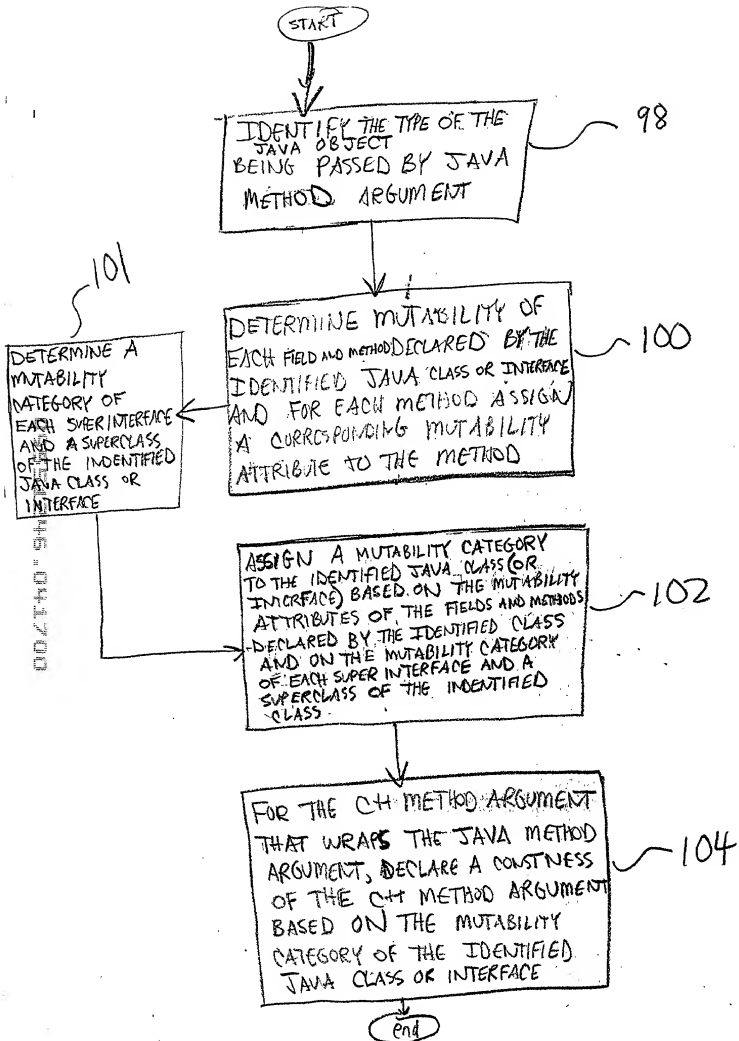 START
IDENTIFY THE TYPE OF THE
JAVA OBJECT
BEING PASSED BY JAVA
METHOD ARGUMENT
98
DETERMINE MUTABILITY OF
EACH FIELD AND METHOD DECLARED BY THE
IDENTIFIED JAVA CLASS OR INTERFACE
AND FOR EACH METHOD ASSIGN
A CORRESPONDING MUTABILITY
ATTRIBUTE TO THE METHOD
100
101
DETERMINE A
MUTABILITY
CATEGORY OF
EACH SUPERINTERFACE
AND A SUPERCLASS
OF THE INDENTIFIED
JAVA CLASS OR
INTERFACE
ASSIGN A MUTABILITY CATEGORY
TO THE IDENTIFIED JAVA CLASS (OR
INTERFACE) BASED ON THE MUTABILITY
ATTRIBUTES OF THE FIELDS AND METHODS
DECLARED BY THE IDENTIFIED CLASS
AND ON THE MUTABILITY CATEGORY
OF EACH SUPER INTERFACE AND A
SUPERCLASS OF THE INDENTIFIED
CLASS
102
FOR THE C++ METHOD ARGUMENT
THAT WRAPS THE JAVA METHOD
ARGUMENT, DECLARE A CONSTNESS
OF THE C++ METHOD ARGUMENT
BASED ON THE MUTABILITY
CATEGORY OF THE IDENTIFIED
JAVA CLASS OR INTERFACE
104
end